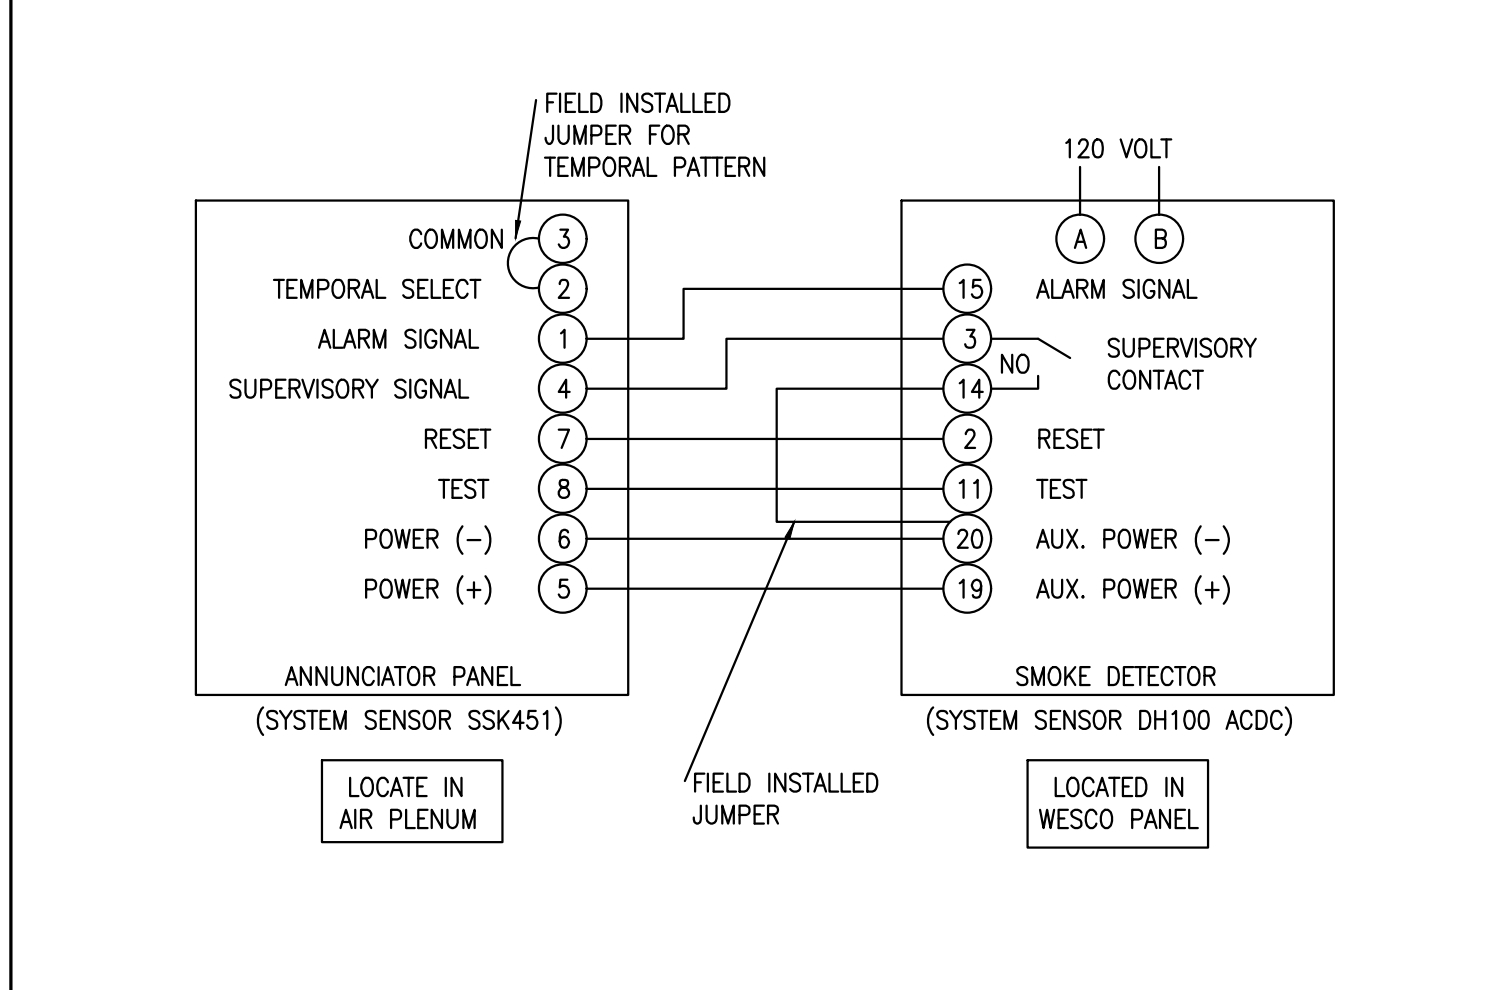 FIELD INSTALLED
JUMPER FOR
TEMPORAL PATTERN
120 VOLT
COMMON 3
TEMPORAL SELECT 2
ALARM SIGNAL 1
SUPERVISORY SIGNAL 4
RESET 7
TEST 8
POWER (-) 6
POWER (+) 5
ANNUNCIATOR PANEL
(SYSTEM SENSOR SSK451)
LOCATE IN
AIR PLENUM
A B
15 ALARM SIGNAL
3
NO
14
SUPERVISORY
CONTACT
2 RESET
11 TEST
20 AUX. POWER (-)
19 AUX. POWER (+)
SMOKE DETECTOR
(SYSTEM SENSOR DH100 ACDC)
LOCATED IN
WESCO PANEL
FIELD INSTALLED
JUMPER